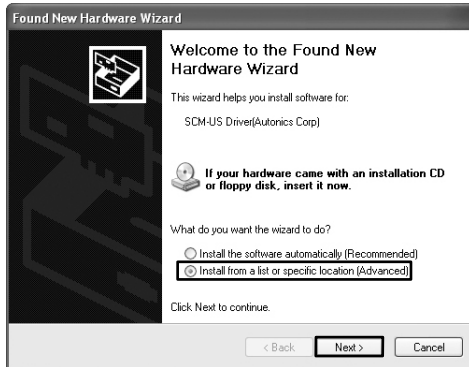 Found New Hardware Wizard
Welcome to the Found New
Hardware Wizard
This wizard helps you install software for:
SCM-US Driver(Autonics Corp)
If your hardware came with an installation CD
or floppy disk, insert it now.
What do you want the wizard to do?
Install the software automatically (Recommended)
Install from a list or specific location (Advanced)
Click Next to continue.
< Back Next > Cancel